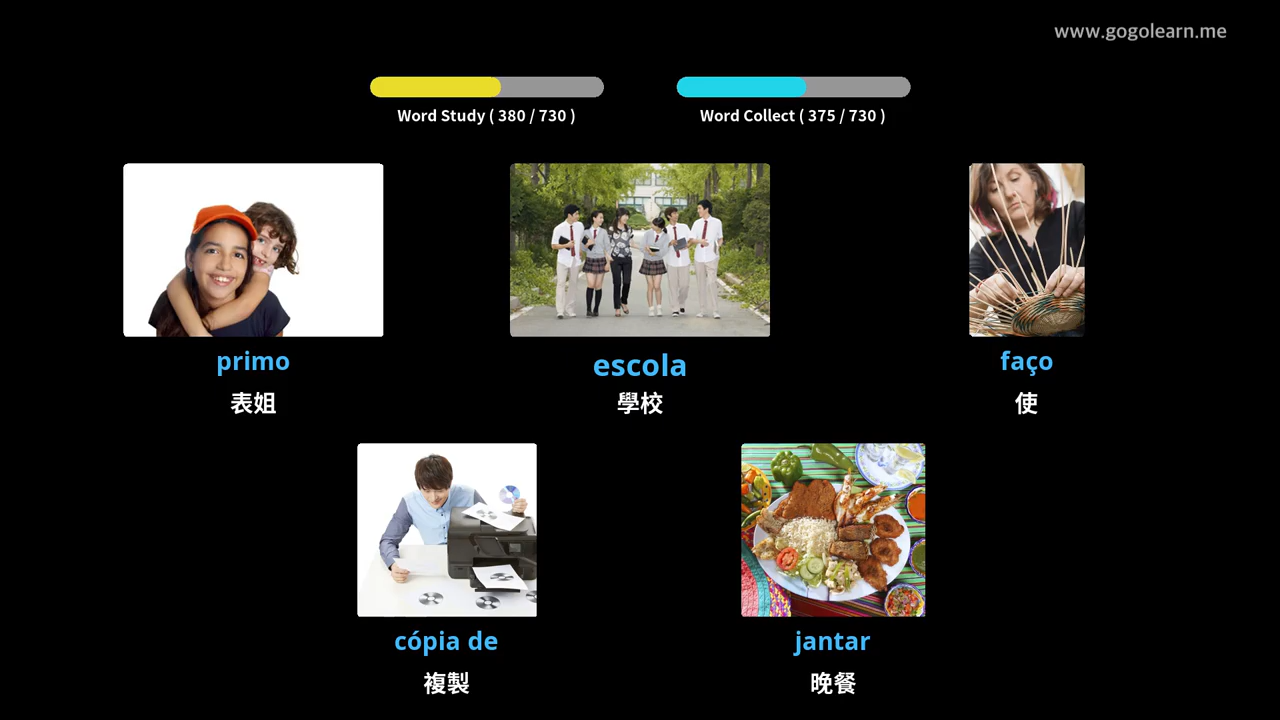 www.gogolearn.me
Word Study ( 380 / 730 )
Word Collect ( 375 / 730 )
primo
escola
faço
表姐
學校
使
cópia de
jantar
複製
晚餐